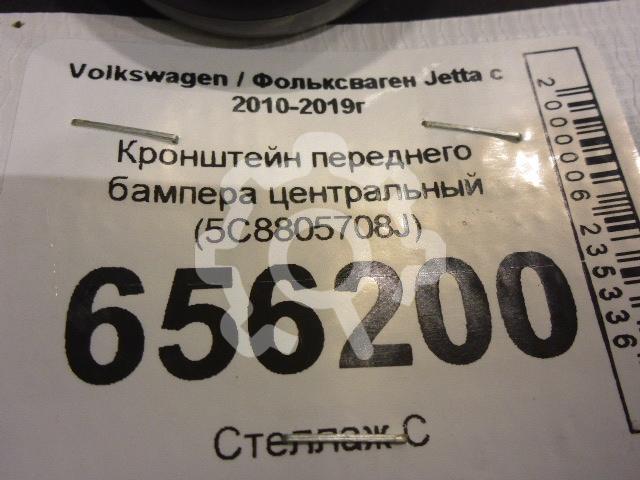 Volkswagen / Фольксваген Jetta с
2010-2019г
Кронштейн переднего
бампера центральный
(5C8805708J)
656200
Стеллаж С
2000006235336